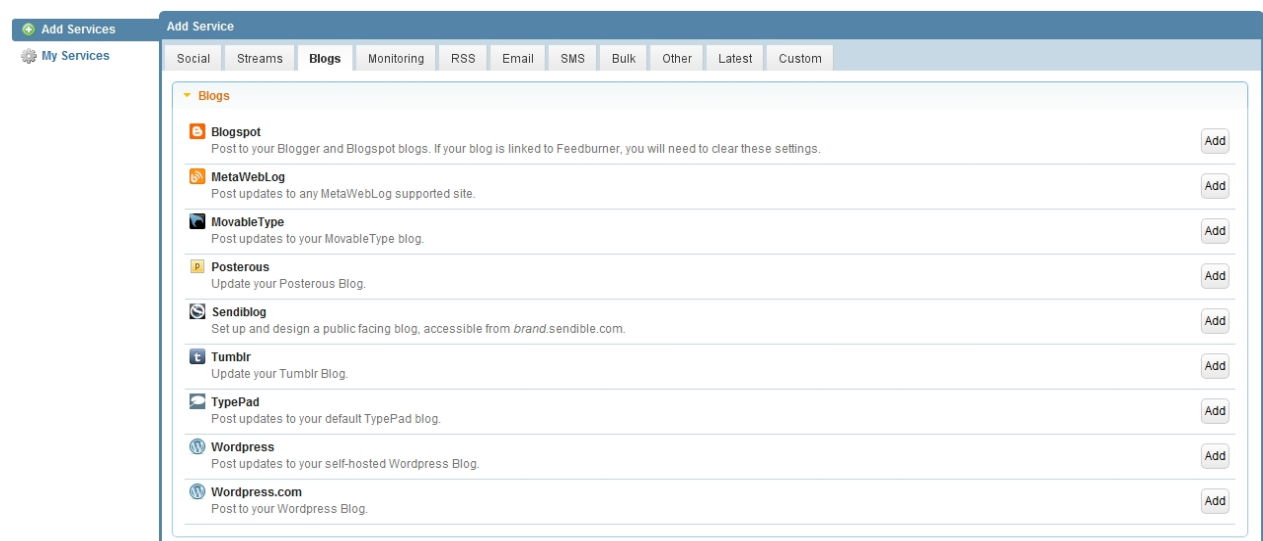 Add Services
My Services
Add Service
Social Streams Blogs Monitoring RSS Email SMS Bulk Other Latest Custom
Blogs
Blogspot
Post to your Blogger and Blogspot blogs. If your blog is linked to Feedburner, you will need to clear these settings.
Add
MetaWebLog
Post updates to any MetaWebLog supported site.
Add
MovableType
Post updates to your MovableType blog.
Add
Posterous
Update your Posterous Blog.
Add
Sendiblog
Set up and design a public facing blog, accessible from brand.sendible.com.
Add
Tumblr
Update your Tumblr Blog.
Add
TypePad
Post updates to your default TypePad blog.
Add
Wordpress
Post updates to your self-hosted Wordpress Blog.
Add
Wordpress.com
Post to your Wordpress Blog.
Add